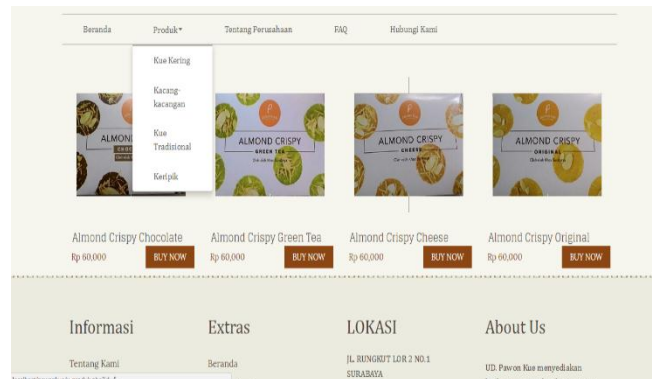 Beranda Produk Tentang Perusahaan FAQ Hubungi Kami
Kue Kering
Kacang-
kacangan
Kue
Tradisional
Keripik
ALMOND
ALMOND CRISPY
GREEN TEA
ALMOND CRISPY
CHEESE
ALMOND CRISPY
ORIGINAL
Almond Crispy Chocolate Almond Crispy Green Tea Almond Crispy Cheese Almond Crispy Original
Rp 60,000 BUY NOW Rp 60,000 BUY NOW Rp 60,000 BUY NOW Rp 60,000 BUY NOW
Informasi Extras LOKASI About Us
Tentang Kami Beranda JL. RUNGKUT LOR 2 NO.1
SURABAYA
UD. Pawon Kue menyediakan